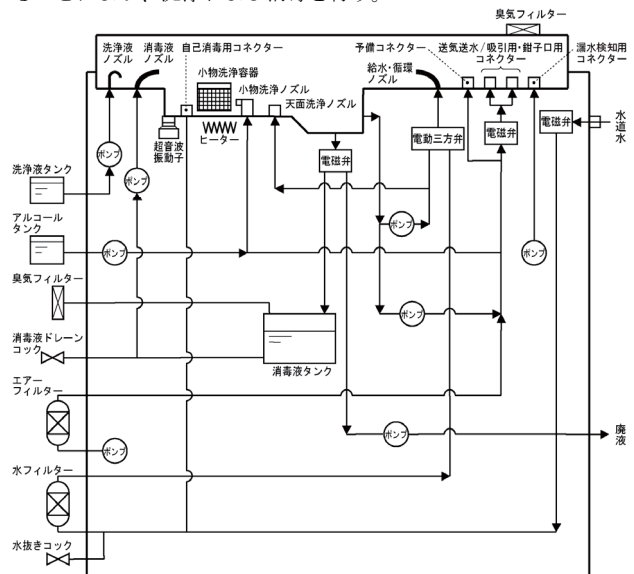 臭気フィルター
洗浄液
ノズル
消毒液
ノズル
自己消毒用コネクター
小物洗浄容器
小物洗浄ノズル
天面洗浄ノズル
予備コネクター
給水・循環
ノズル
送気送水/吸引用・鉗子口用
コネクター
漏水検知用
コネクター
超音波
振動子
ヒーター
電磁弁
電動三方弁
電磁弁
電磁弁
水道水
ポンプ
ポンプ
洗浄液タンク
アルコール
タンク
ポンプ
ポンプ
ポンプ
臭気フィルター
ポンプ
消毒液ドレーン
コック
消毒液タンク
エアー
フィルター
ポンプ
ポンプ
廃液
水フィルター
水抜きコック